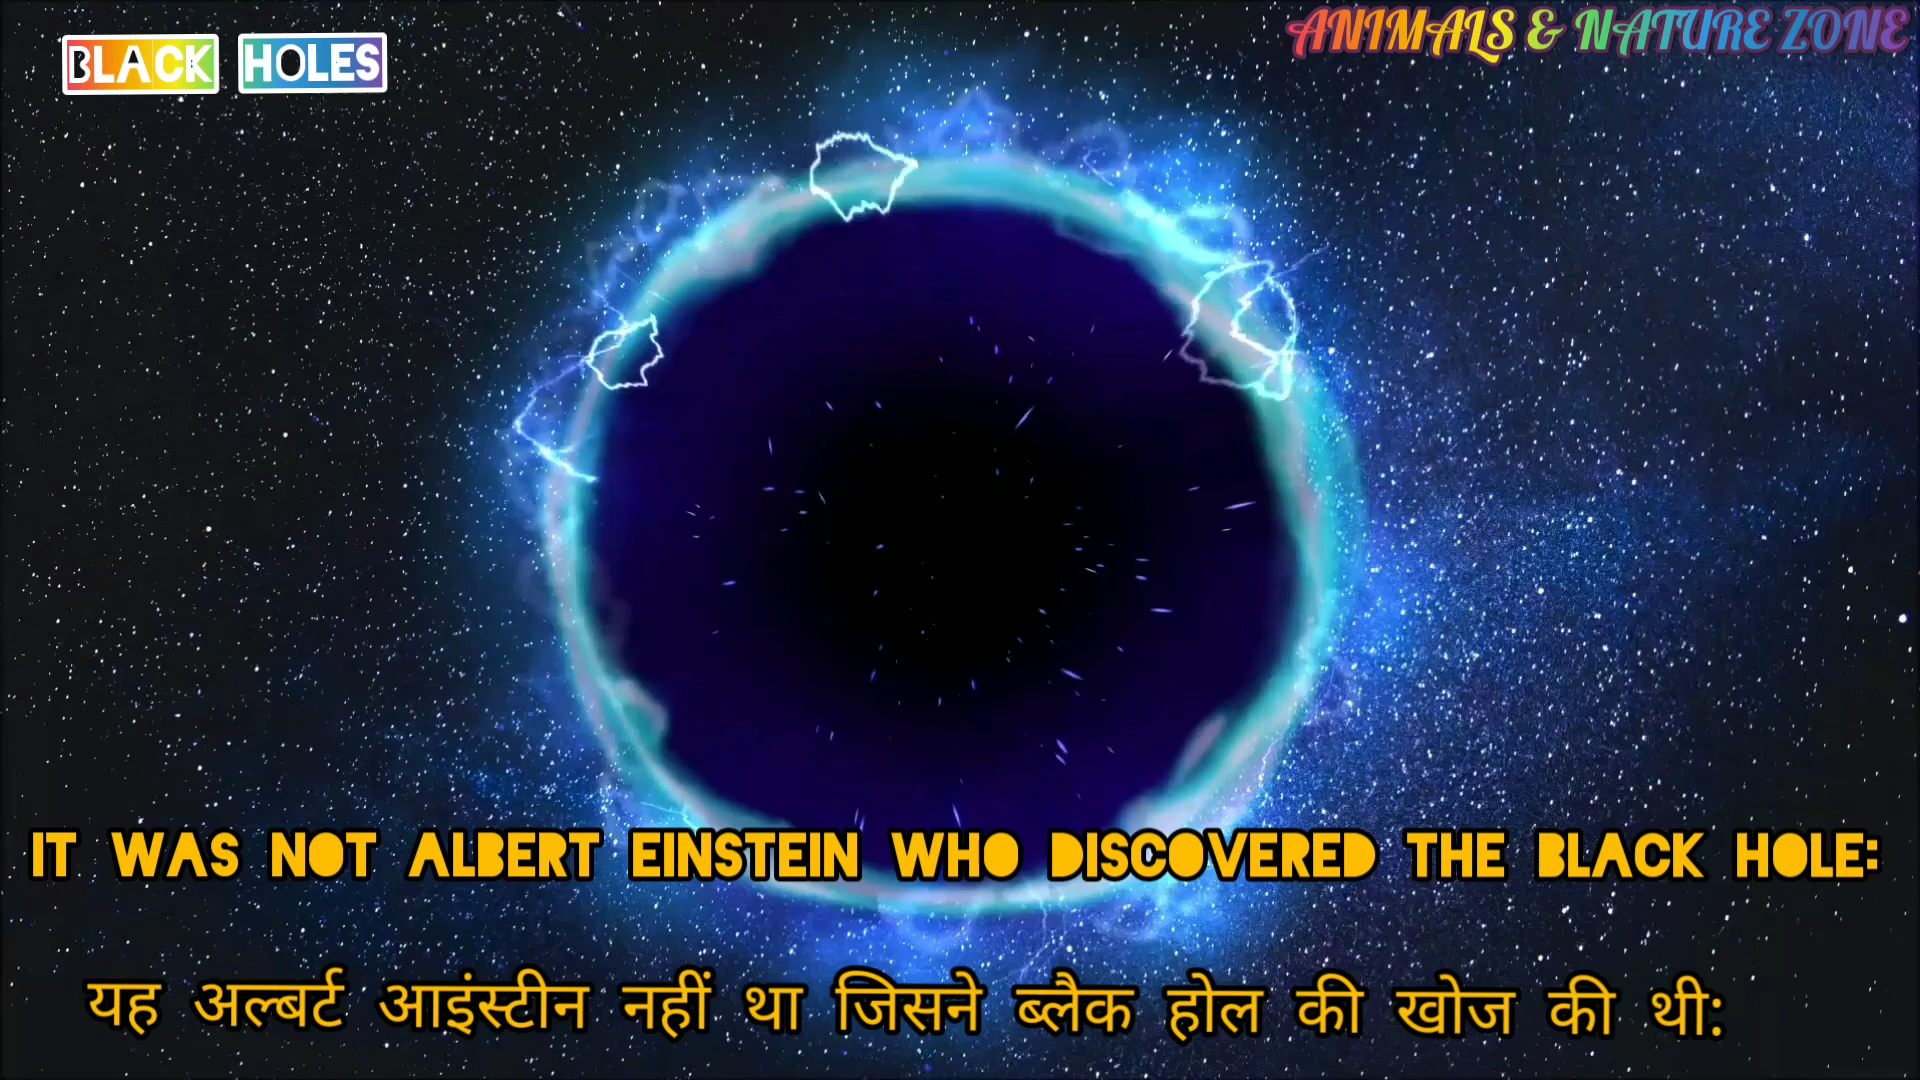 BLACK HOLES
ANIMALS & NATURE ZONE
IT WAS NOT ALBERT EINSTEIN WHO DISCOVERED THE BLACK HOLE:
यह अल्बर्ट आइंस्टीन नहीं था जिसने ब्लैक होल की खोज की थी: